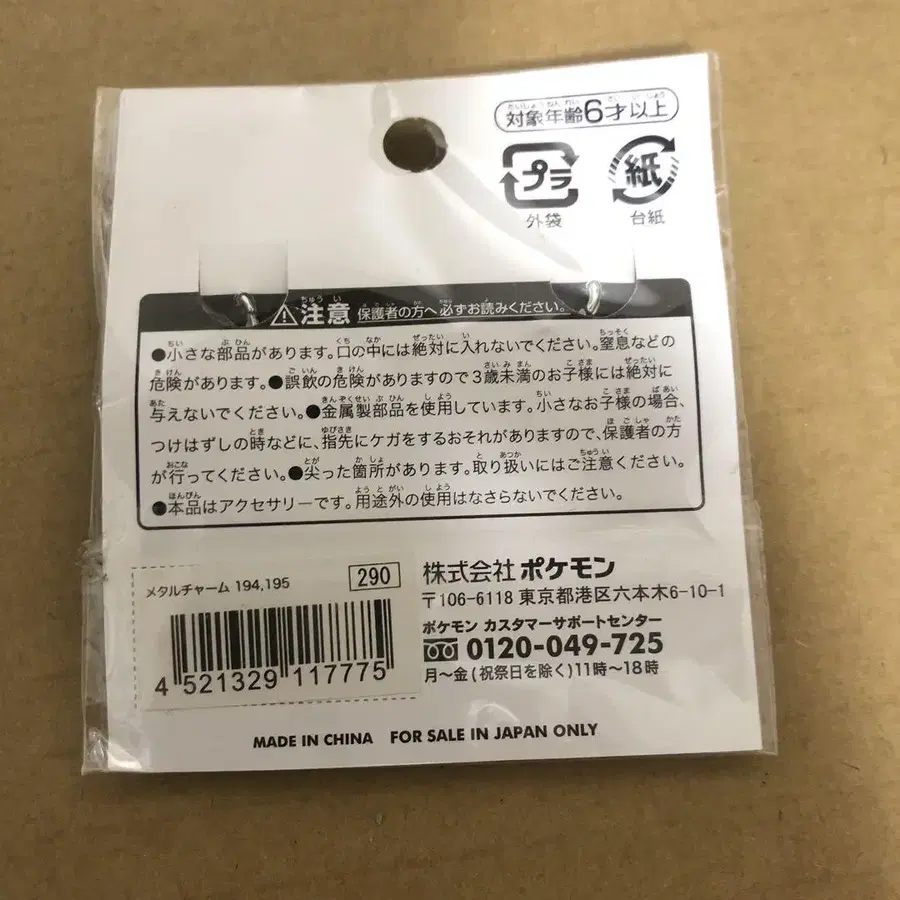 対象年齢6才以上
プラ
紙
外袋
台紙
注意 保護者の方へ必ずお読みください。
●小さな部品があります。口の中には絶対に入れないでください。窒息などの
危険があります。●誤飲の危険がありますので3歳未満のお子様には絶対に
与えないでください。●金属製部品を使用しています。小さなお子様の場合、
つけはずしの時などに、指先にケガをするおそれがありますので、保護者の方
が行ってください。●尖った箇所があります。取り扱いにはご注意ください。
●本品はアクセサリーです。用途外の使用はなさらないでください。
メタルチャーム 194,195
290
4 521329 117775
株式会社 ポケモン
〒106-6118 東京都港区六本木6-10-1
ポケモン カスタマーサポートセンター
0120-049-725
月〜金(祝祭日を除く)11時〜18時
MADE IN CHINA FOR SALE IN JAPAN ONLY